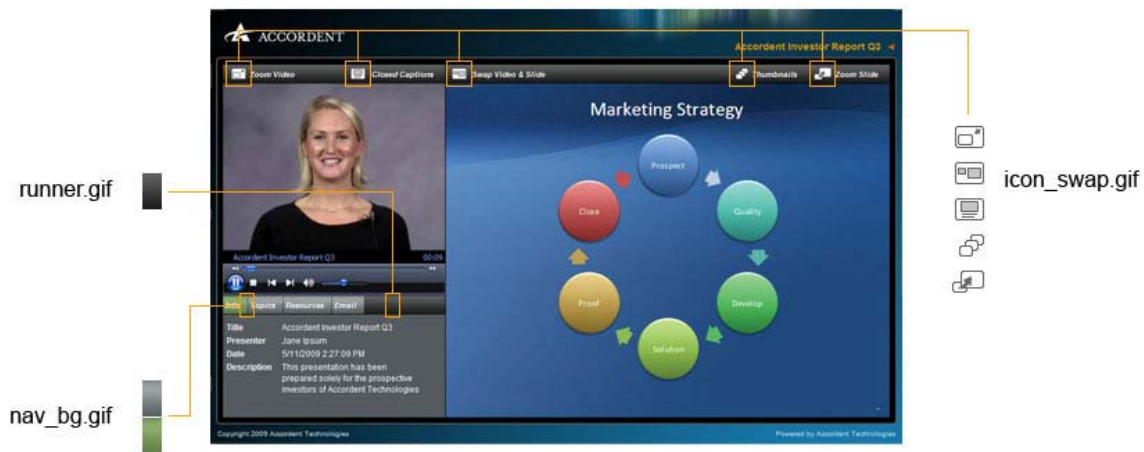 ACCORDENT
Accordent Investor Report Q3
Zoom Video
Closed Captions
Swap Video & Slide
Thumbnails
Zoom Slide
Marketing Strategy
Prospect
Quality
Develop
Solution
Proof
Close
runner.gif
icon_swap.gif
Accordent Investor Report Q3 00:09
Info Topics Resources Email
Title Accordent Investor Report Q3
Presenter Jane Ipsum
Date 5/11/2009 2:27:09 PM
Description This presentation has been
prepared solely for the prospective
investors of Accordent Technologies
nav_bg.gif
Copyright 2009 Accordent Technologies
Powered by Accordent Technologies